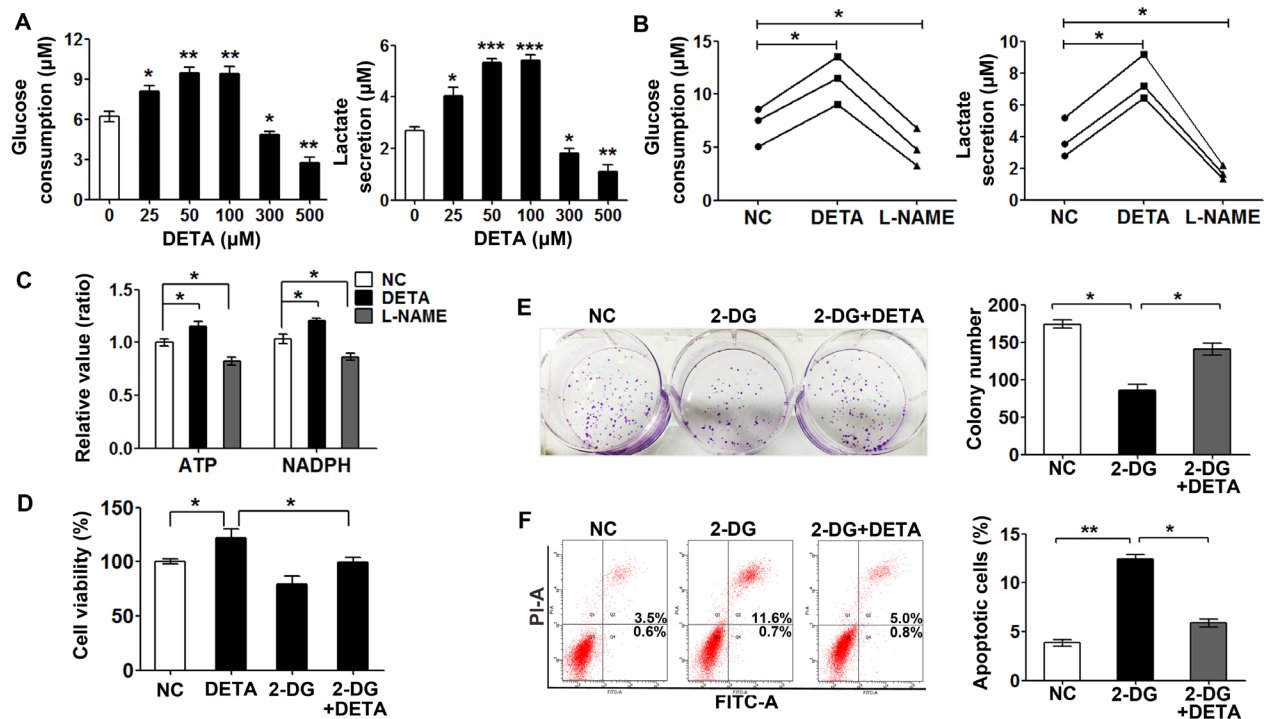 A
Glucose
consumption (μM)
12
9
6
3
0
*
**
**
*
**
0 25 50 100 300 500
DETA (μM)
Lactate
secretion (μM)
6
4
2
0
*
***
***
*
**
0 25 50 100 300 500
DETA (μM)
B
Glucose
consumption (μM)
15
10
5
0
*
*
NC DETA L-NAME
Lactate
secretion (μM)
10
8
6
4
2
0
*
*
NC DETA L-NAME
C
Relative value (ratio)
1.5
1.0
0.5
0.0
*
*
*
*
NC
DETA
L-NAME
ATP NADPH
D
Cell viability (%)
150
100
50
0
*
*
NC DETA 2-DG 2-DG
+DETA
E
NC 2-DG 2-DG+DETA
Colony number
200
150
100
50
0
*
*
NC 2-DG 2-DG
+DETA
F
NC 2-DG 2-DG+DETA
PI-A
3.5% 11.6% 5.0%
0.6% 0.7% 0.8%
FITC-A FITC-A FITC-A
FITC-A
Apoptotic cells (%)
15
10
5
0
**
*
NC 2-DG 2-DG
+DETA